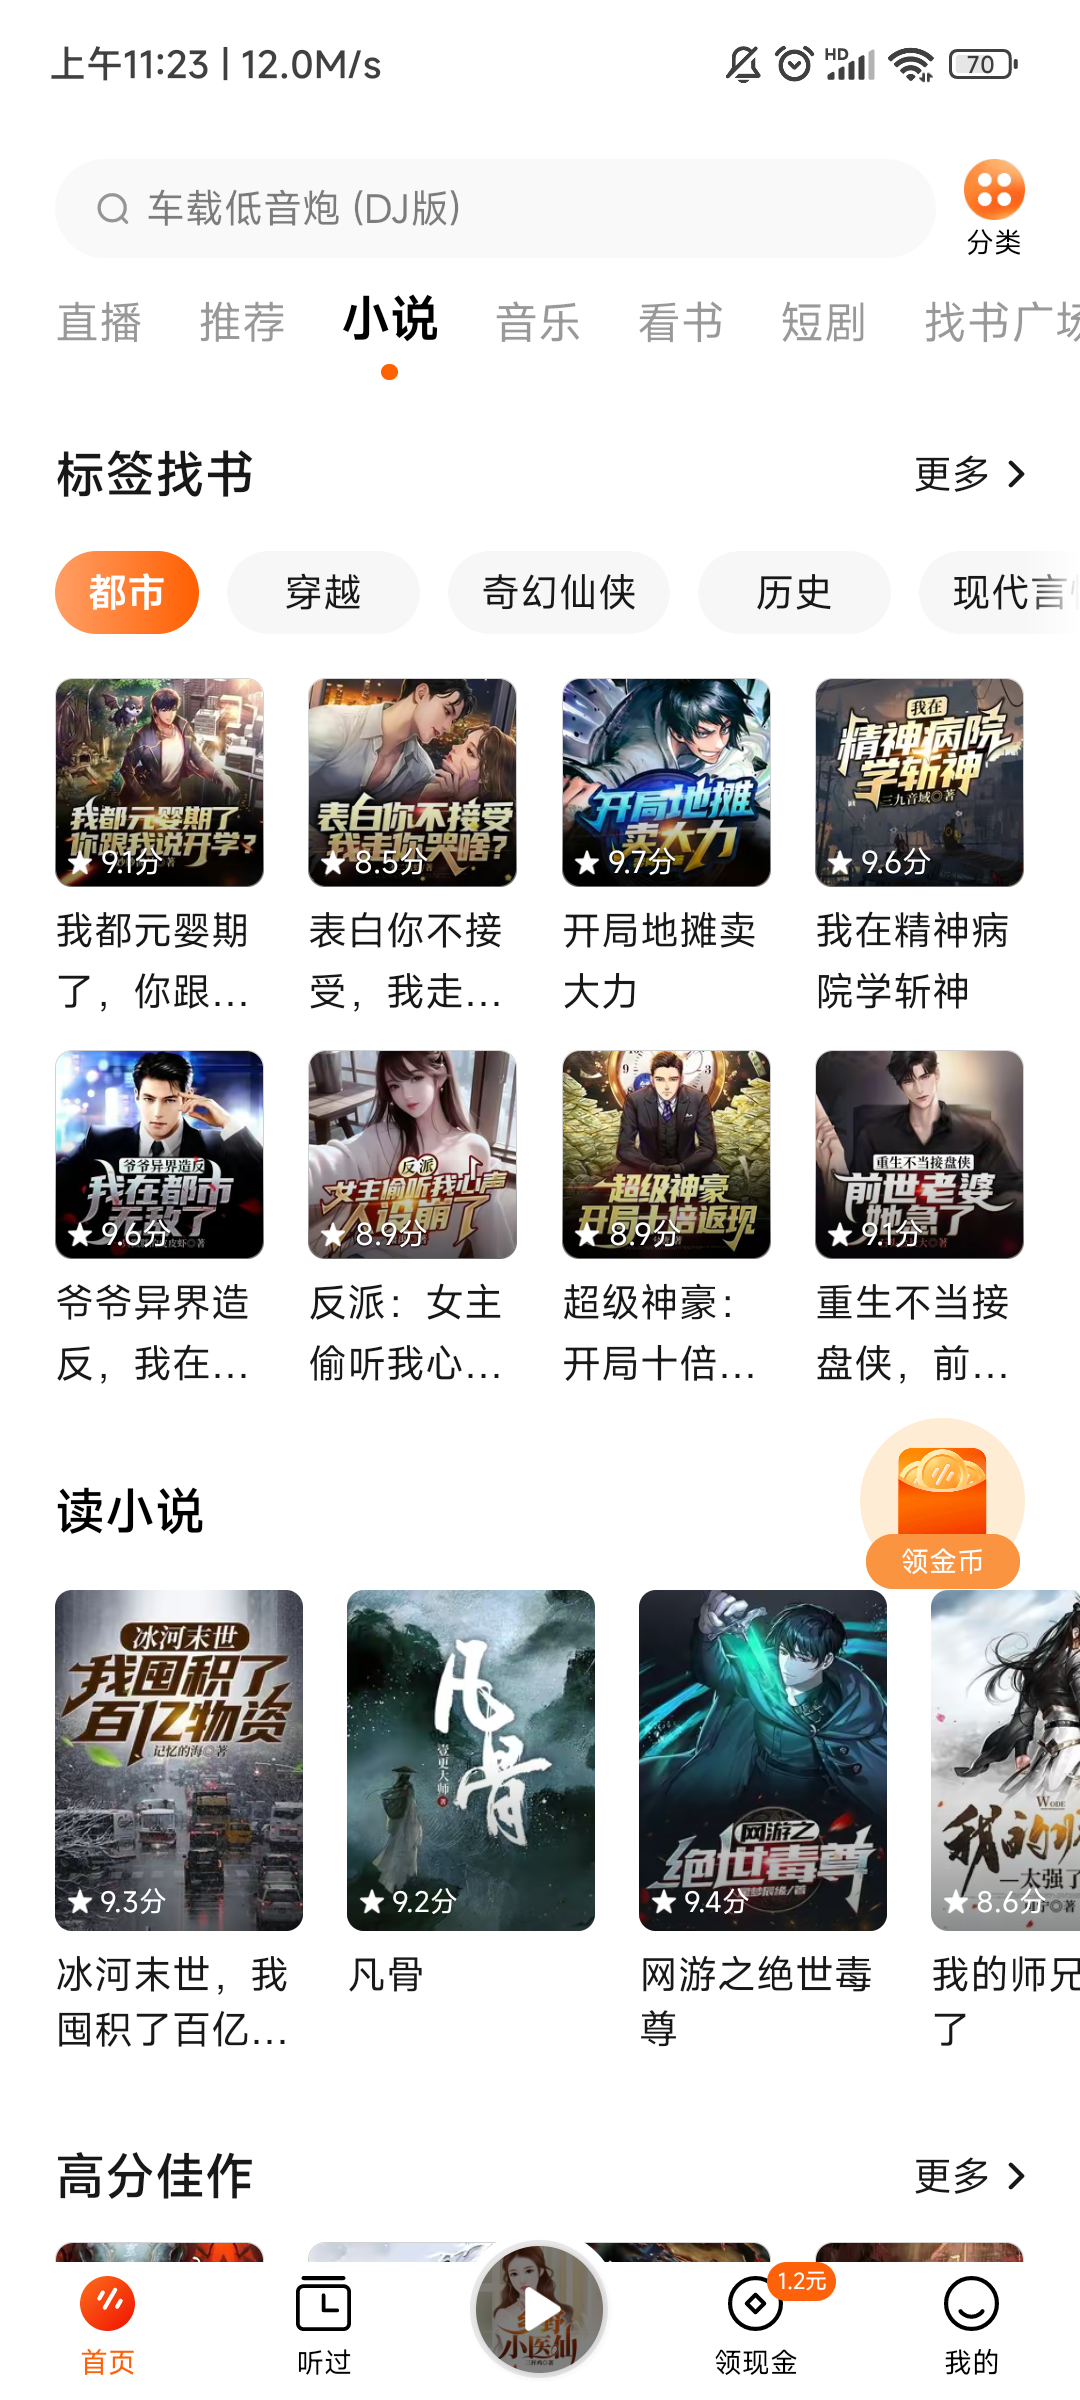 上午11:23 | 12.0M/s
HD
70
车载低音炮 (DJ版)
分类
直播 推荐 小说 音乐 看书 短剧 找书广场
标签找书
更多
都市 穿越 奇幻仙侠 历史 现代言情
我都元婴期了
你跟我说开学?
9.1分
表白你不接受
我走你哭啥?
8.5分
开局地摊
卖大力
9.7分
我在
精神病院
学斩神
三九音域◎著
9.6分
我都元婴期
了，你跟...
表白你不接
受，我走...
开局地摊卖
大力
我在精神病
院学斩神
爷爷异界造反
我在都市
无敌了
9.6分
反派
女主偷听我心声
人设崩了
8.9分
超级神豪
开局十倍返现
8.9分
重生不当接盘侠
前世老婆
她急了
9.1分
爷爷异界造
反，我在...
反派：女主
偷听我心...
超级神豪：
开局十倍...
重生不当接
盘侠，前...
读小说
领金币
冰河末世
我囤积了
百亿物资
记忆的海◎著
9.3分
凡骨
壹更大师 著
9.2分
网游之
绝世毒尊
9.4分
WODE
我的师
太强了
8.6分
冰河末世，我
囤积了百亿...
凡骨
网游之绝世毒
尊
我的师兄
了
高分佳作
更多
小医仙
1.2元
首页 听过 领现金 我的